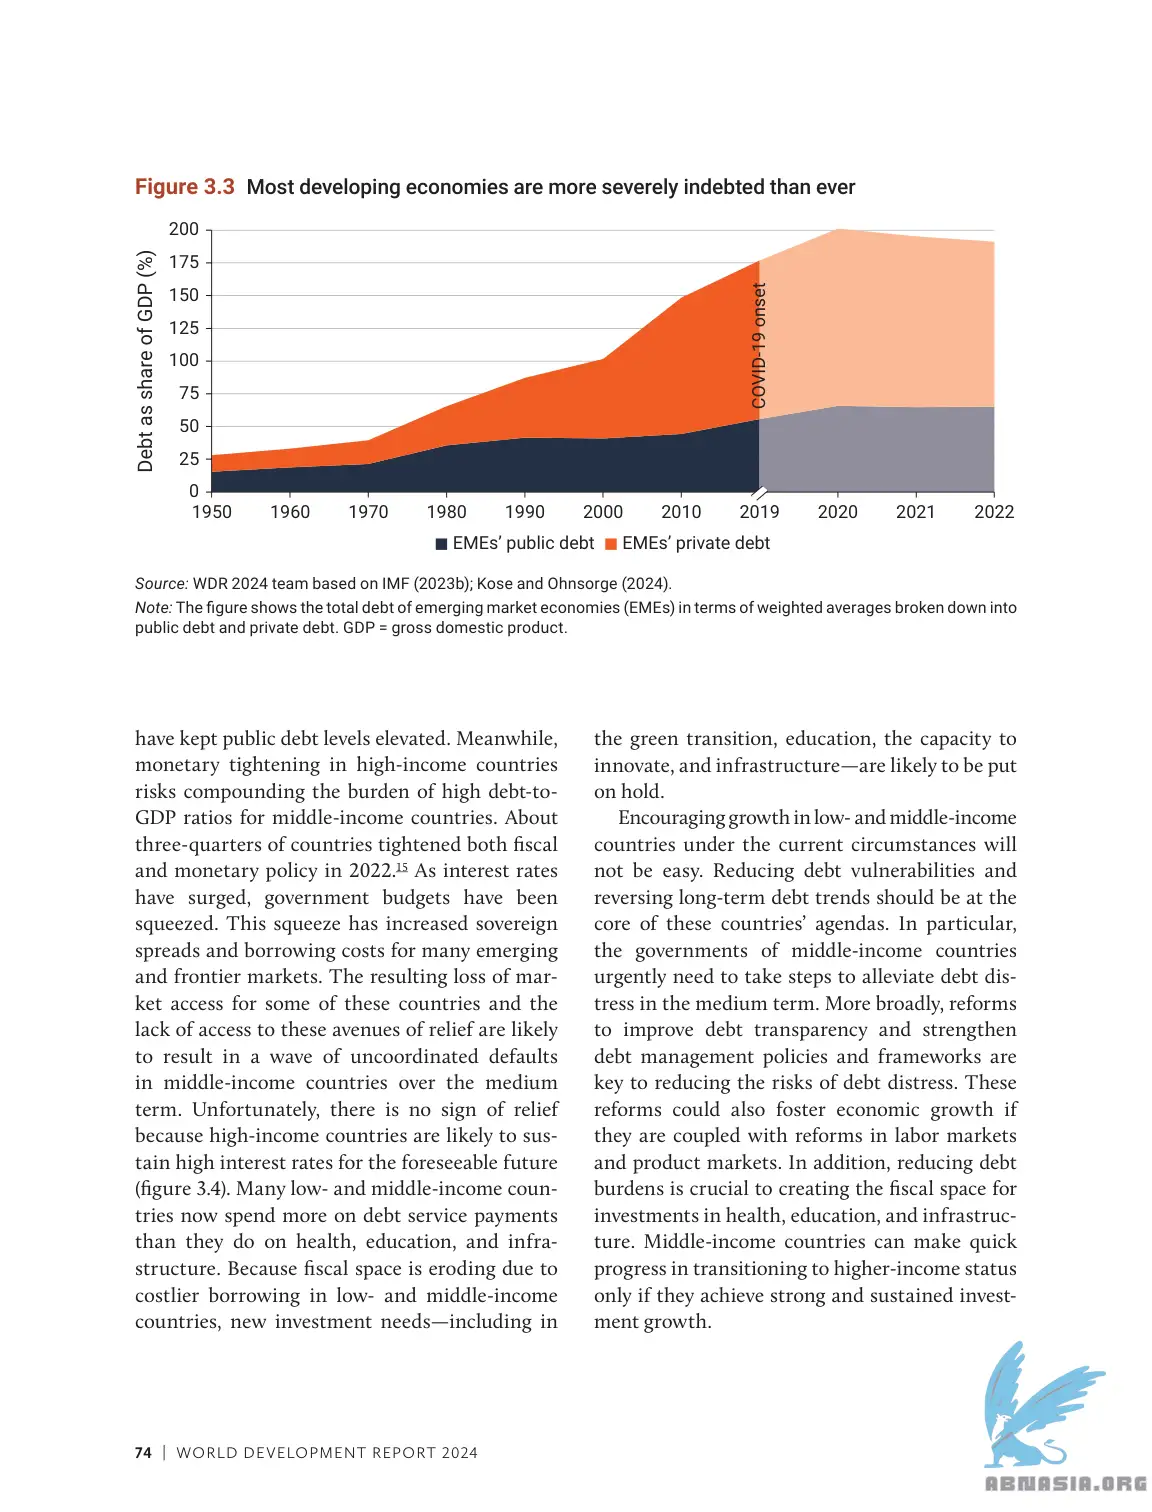 Figure 3.3 Most developing economies are more severely indebted than ever
Debt as share of GDP (%)
200
175
150
125
100
75
50
25
0
COVID-19 onset
1950 1960 1970 1980 1990 2000 2010 2019 2020 2021 2022
EMEs’ public debt EMEs’ private debt
Source: WDR 2024 team based on IMF (2023b); Kose and Ohnsorge (2024).
Note: The figure shows the total debt of emerging market economies (EMEs) in terms of weighted averages broken down into
public debt and private debt. GDP = gross domestic product.
have kept public debt levels elevated. Meanwhile,
monetary tightening in high-income countries
risks compounding the burden of high debt-to-
GDP ratios for middle-income countries. About
three-quarters of countries tightened both fiscal
and monetary policy in 2022.15 As interest rates
have surged, government budgets have been
squeezed. This squeeze has increased sovereign
spreads and borrowing costs for many emerging
and frontier markets. The resulting loss of mar-
ket access for some of these countries and the
lack of access to these avenues of relief are likely
to result in a wave of uncoordinated defaults
in middle-income countries over the medium
term. Unfortunately, there is no sign of relief
because high-income countries are likely to sus-
tain high interest rates for the foreseeable future
(figure 3.4). Many low- and middle-income coun-
tries now spend more on debt service payments
than they do on health, education, and infra-
structure. Because fiscal space is eroding due to
costlier borrowing in low- and middle-income
countries, new investment needs—including in
the green transition, education, the capacity to
innovate, and infrastructure—are likely to be put
on hold.
Encouraging growth in low- and middle-income
countries under the current circumstances will
not be easy. Reducing debt vulnerabilities and
reversing long-term debt trends should be at the
core of these countries’ agendas. In particular,
the governments of middle-income countries
urgently need to take steps to alleviate debt dis-
tress in the medium term. More broadly, reforms
to improve debt transparency and strengthen
debt management policies and frameworks are
key to reducing the risks of debt distress. These
reforms could also foster economic growth if
they are coupled with reforms in labor markets
and product markets. In addition, reducing debt
burdens is crucial to creating the fiscal space for
investments in health, education, and infrastruc-
ture. Middle-income countries can make quick
progress in transitioning to higher-income status
only if they achieve strong and sustained invest-
ment growth.
74 | WORLD DEVELOPMENT REPORT 2024
ABNASIA.ORG